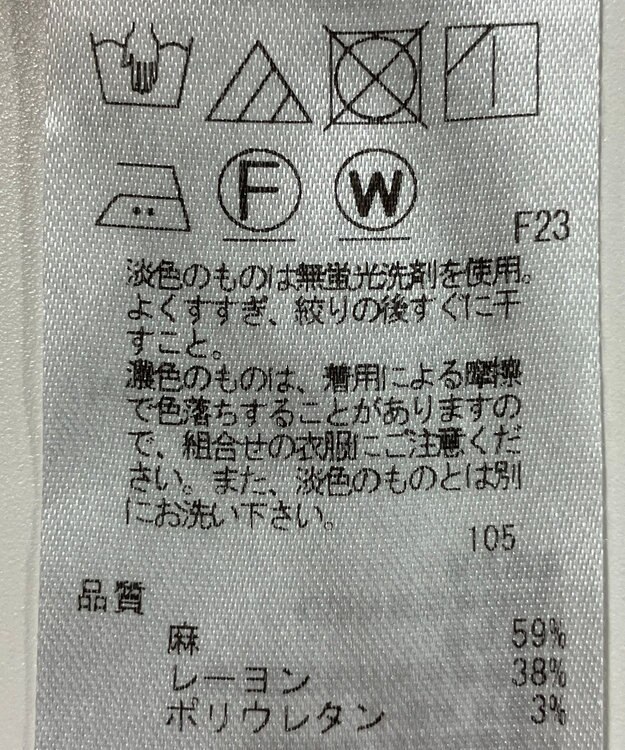 F
W
F23
淡色のものは無蛍光洗剤を使用。
よくすすぎ、絞りの後すぐに干
すこと。
濃色のものは、着用による摩擦
で色落ちすることがありますの
で、組合せの衣服にご注意くだ
さい。また、淡色のものとは別
にお洗い下さい。
105
品質
麻 59%
レーヨン 38%
ポリウレタン 3%